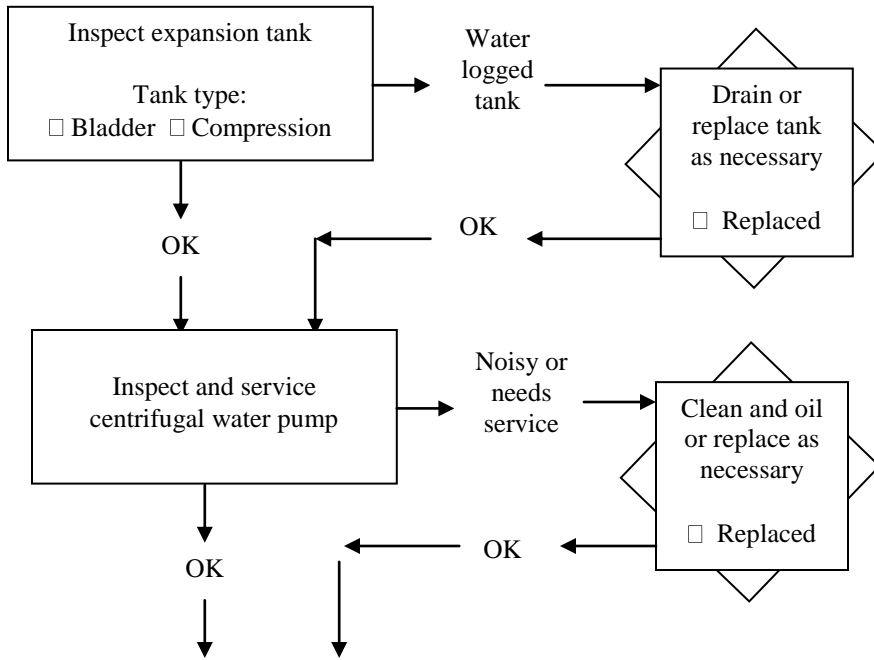 Inspect expansion tank
Tank type:
☐ Bladder ☐ Compression
Water
logged
tank
Drain or
replace tank
as necessary
☐ Replaced
OK
OK
Inspect and service
centrifugal water pump
Noisy or
needs
service
Clean and oil
or replace as
necessary
☐ Replaced
OK
OK